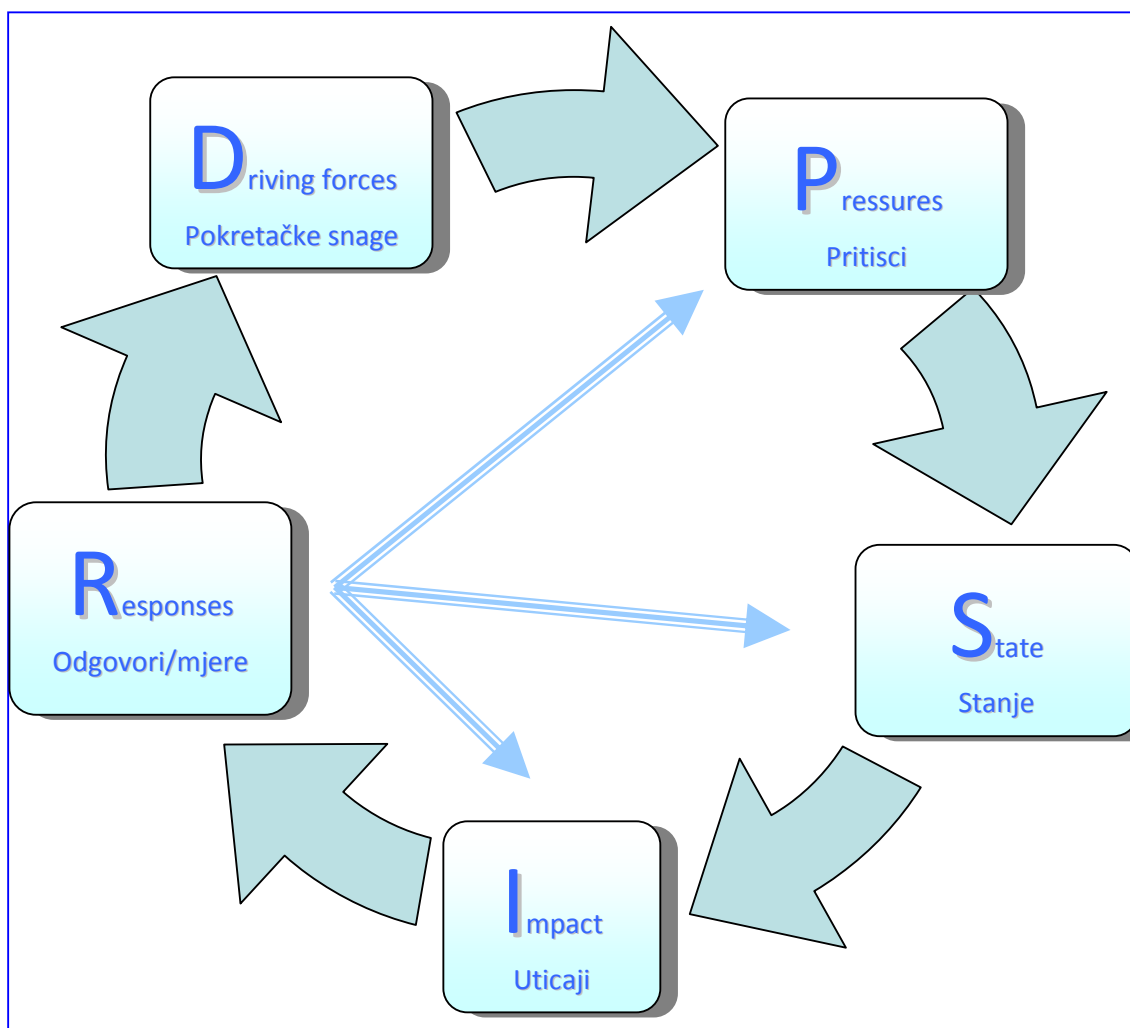 Driving forces
Pokretačke snage
Pressures
Pritisci
State
Stanje
Impact
Uticaji
Responses
Odgovori/mjere